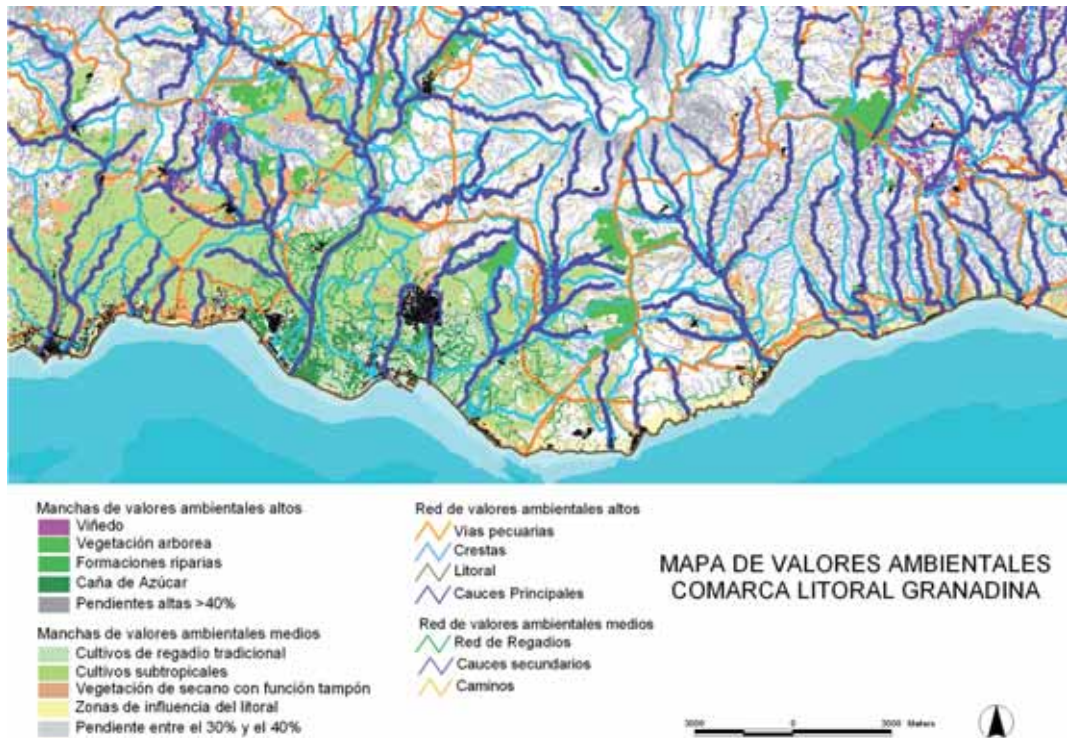 Manchas de valores ambientales altos
Viñedo
Vegetación arborea
Formaciones riparias
Caña de Azúcar
Pendientes altas >40%
Manchas de valores ambientales medios
Cultivos de regadio tradicional
Cultivos subtropicales
Vegetación de secano con función tampón
Zonas de influencia del litoral
Pendiente entre el 30% y el 40%
Red de valores ambientales altos
Vías pecuarias
Crestas
Litoral
Cauces Principales
Red de valores ambientales medios
Red de Regadíos
Cauces secundarios
Caminos
MAPA DE VALORES AMBIENTALES
COMARCA LITORAL GRANADINA
3000 0 3000 Meters